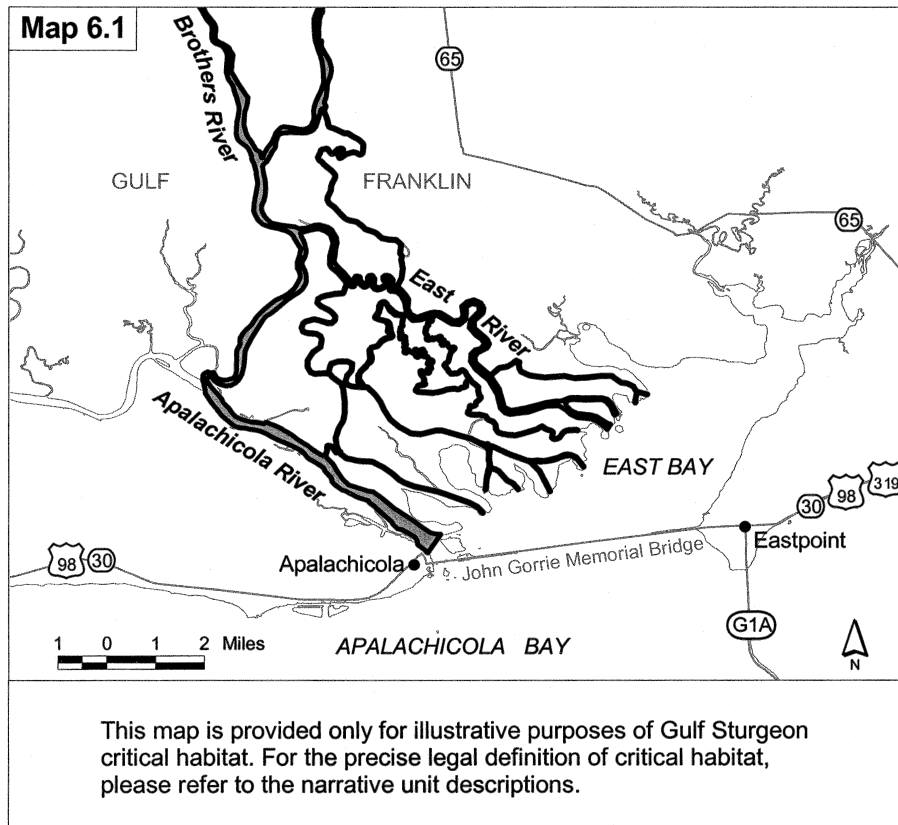 Map 6.1
Brothers River
65
GULF
FRANKLIN
65
East River
Apalachicola River
EAST BAY
98 30
Apalachicola
John Gorrie Memorial Bridge
Eastpoint
30 98 319
G1A
1 0 1 2 Miles
APALACHICOLA BAY
N
This map is provided only for illustrative purposes of Gulf Sturgeon
critical habitat. For the precise legal definition of critical habitat,
please refer to the narrative unit descriptions.